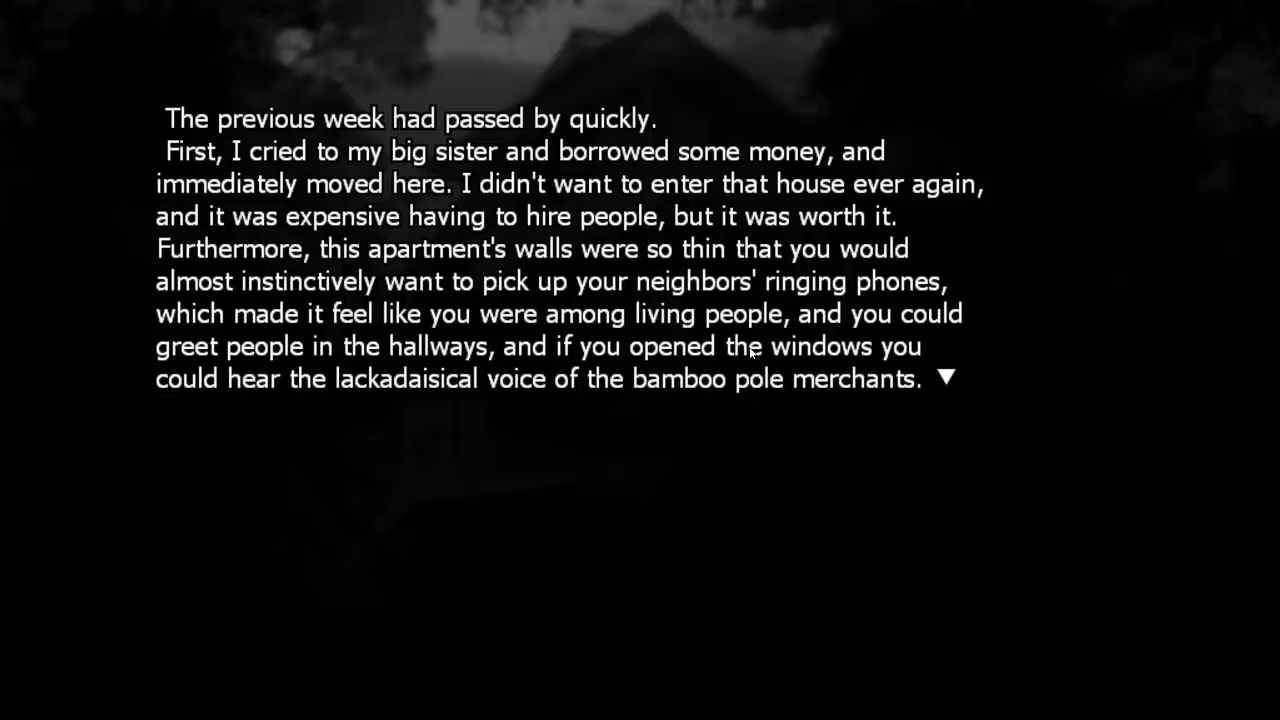 The previous week had passed by quickly.
First, I cried to my big sister and borrowed some money, and
immediately moved here. I didn't want to enter that house ever again,
and it was expensive having to hire people, but it was worth it.
Furthermore, this apartment's walls were so thin that you would
almost instinctively want to pick up your neighbors' ringing phones,
which made it feel like you were among living people, and you could
greet people in the hallways, and if you opened the windows you
could hear the lackadaisical voice of the bamboo pole merchants. ▼